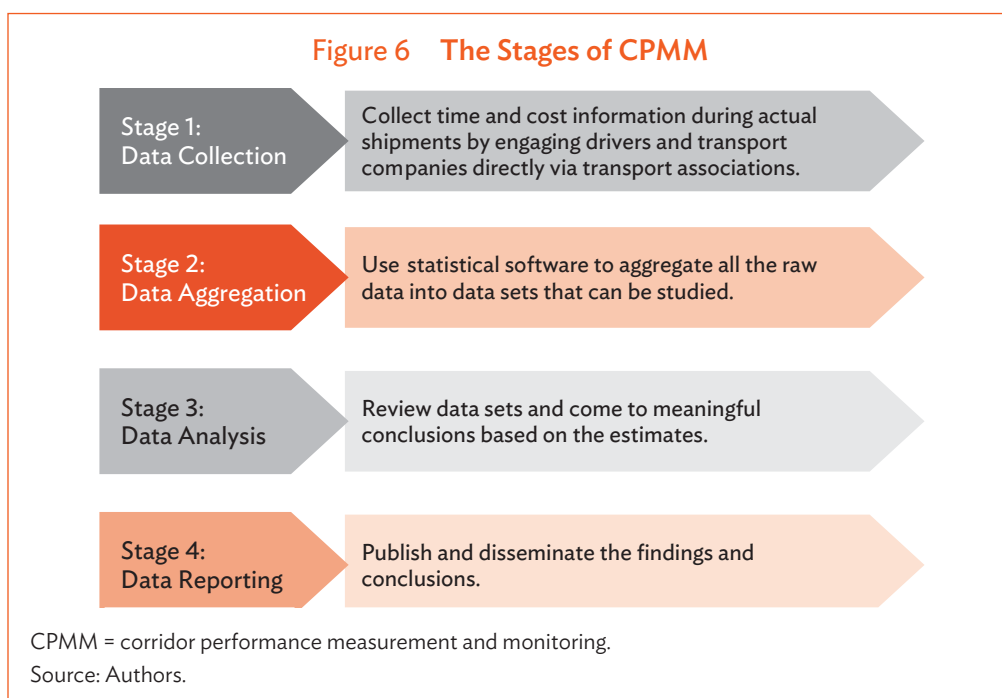 Figure 6 The Stages of CPMM
Stage 1:
Data Collection
Collect time and cost information during actual
shipments by engaging drivers and transport
companies directly via transport associations.
Stage 2:
Data Aggregation
Use statistical software to aggregate all the raw
data into data sets that can be studied.
Stage 3:
Data Analysis
Review data sets and come to meaningful
conclusions based on the estimates.
Stage 4:
Data Reporting
Publish and disseminate the findings and
conclusions.
CPMM = corridor performance measurement and monitoring.
Source: Authors.